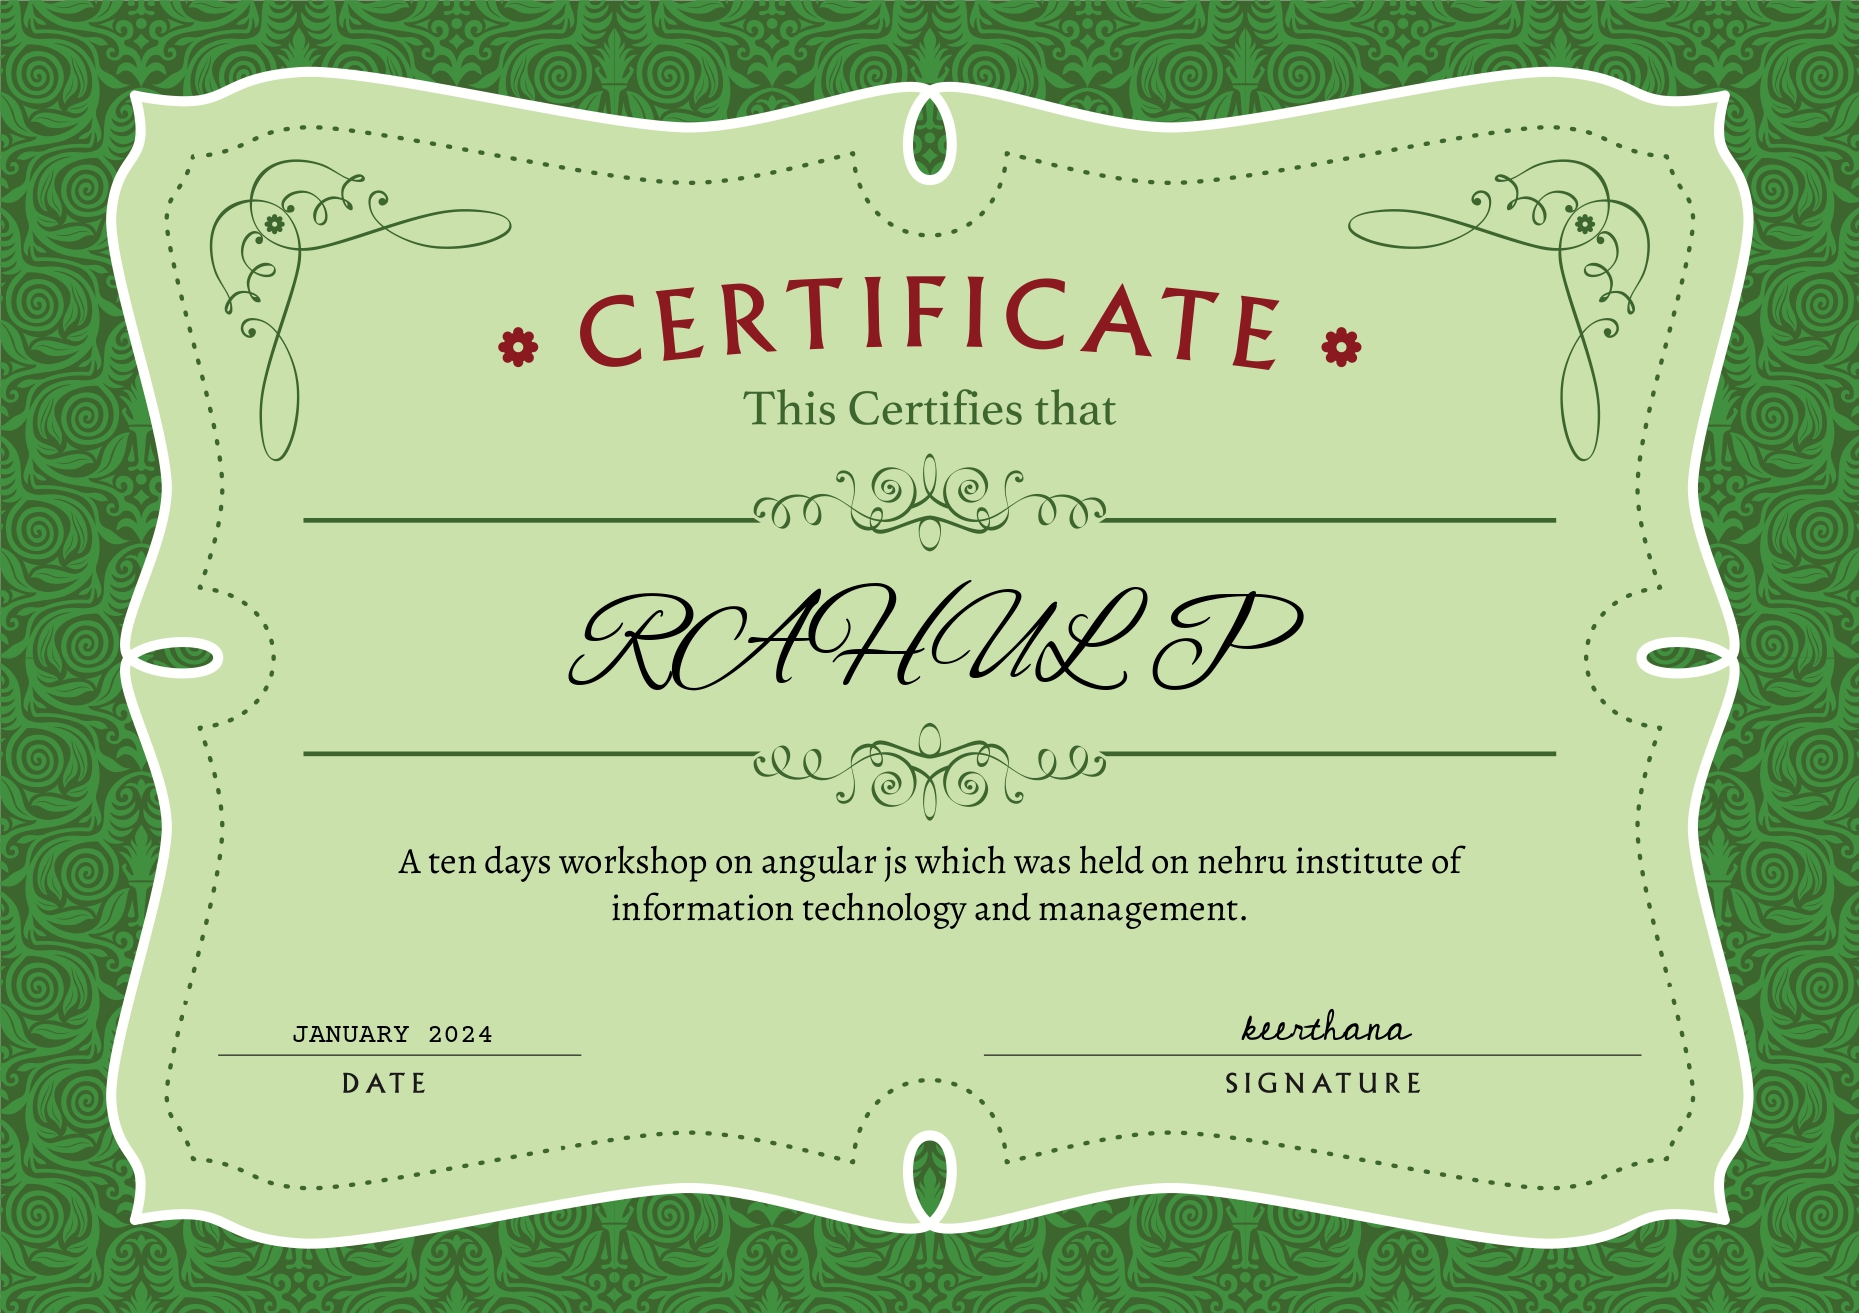 CERTIFICATE
This Certifies that
RAHUL P
A ten days workshop on angular js which was held on nehru institute of
information technology and management.
JANUARY 2024
DATE
keerthana
SIGNATURE